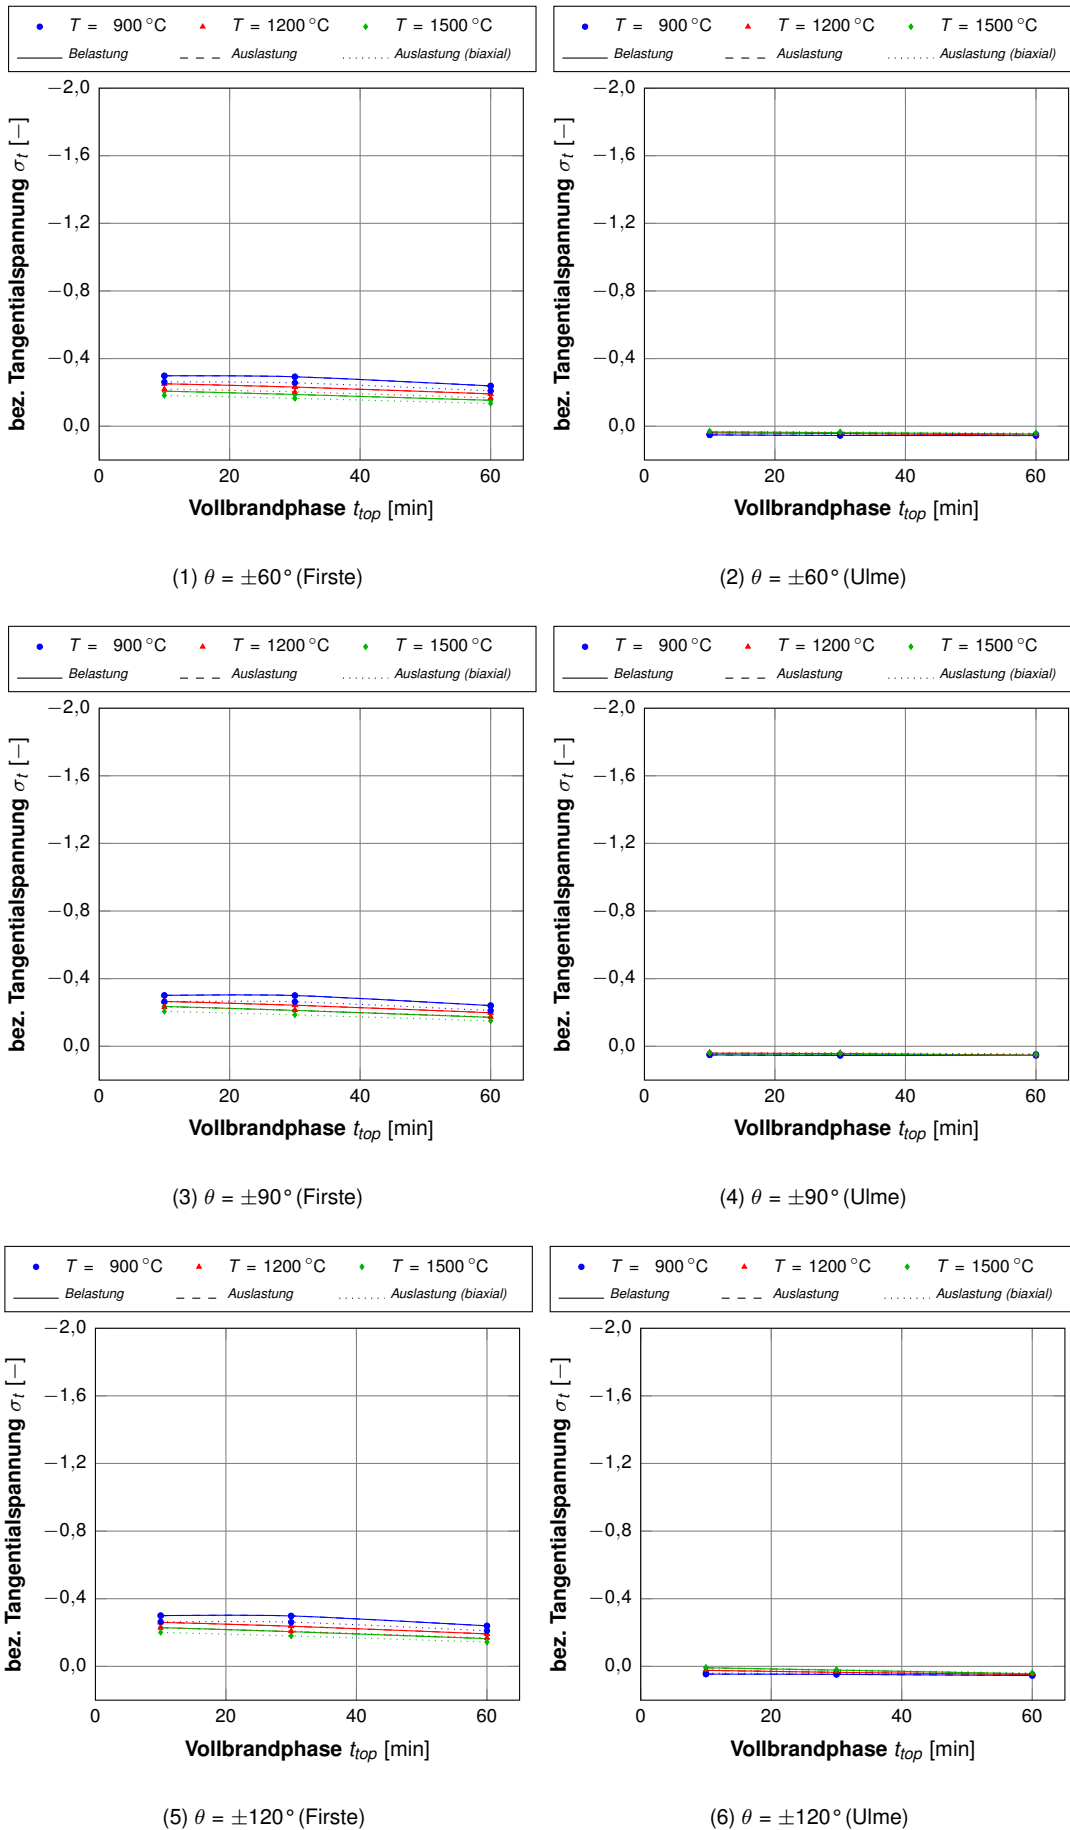 T = 900 °C T = 1200 °C T = 1500 °C
Belastung Auslastung Auslastung (biaxial)
−2,0
−1,6
−1,2
−0,8
−0,4
0,0
0 20 40 60
bez. Tangentialspannung σt [−]
Vollbrandphase ttop [min]
(1) θ = ±60° (Firste)
T = 900 °C T = 1200 °C T = 1500 °C
Belastung Auslastung Auslastung (biaxial)
−2,0
−1,6
−1,2
−0,8
−0,4
0,0
0 20 40 60
bez. Tangentialspannung σt [−]
Vollbrandphase ttop [min]
(2) θ = ±60° (Ulme)
T = 900 °C T = 1200 °C T = 1500 °C
Belastung Auslastung Auslastung (biaxial)
−2,0
−1,6
−1,2
−0,8
−0,4
0,0
0 20 40 60
bez. Tangentialspannung σt [−]
Vollbrandphase ttop [min]
(3) θ = ±90° (Firste)
T = 900 °C T = 1200 °C T = 1500 °C
Belastung Auslastung Auslastung (biaxial)
−2,0
−1,6
−1,2
−0,8
−0,4
0,0
0 20 40 60
bez. Tangentialspannung σt [−]
Vollbrandphase ttop [min]
(4) θ = ±90° (Ulme)
T = 900 °C T = 1200 °C T = 1500 °C
Belastung Auslastung Auslastung (biaxial)
−2,0
−1,6
−1,2
−0,8
−0,4
0,0
0 20 40 60
bez. Tangentialspannung σt [−]
Vollbrandphase ttop [min]
(5) θ = ±120° (Firste)
T = 900 °C T = 1200 °C T = 1500 °C
Belastung Auslastung Auslastung (biaxial)
−2,0
−1,6
−1,2
−0,8
−0,4
0,0
0 20 40 60
bez. Tangentialspannung σt [−]
Vollbrandphase ttop [min]
(6) θ = ±120° (Ulme)